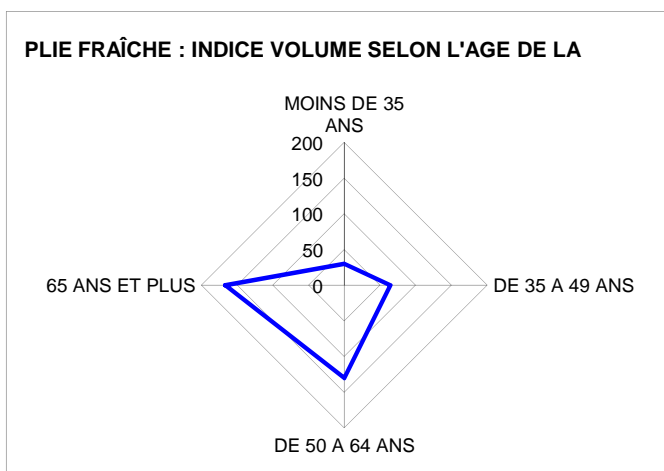 PLIE FRAÎCHE : INDICE VOLUME SELON L'AGE DE LA
MOINS DE 35
ANS
200
150
100
50
0
65 ANS ET PLUS
DE 35 A 49 ANS
DE 50 A 64 ANS